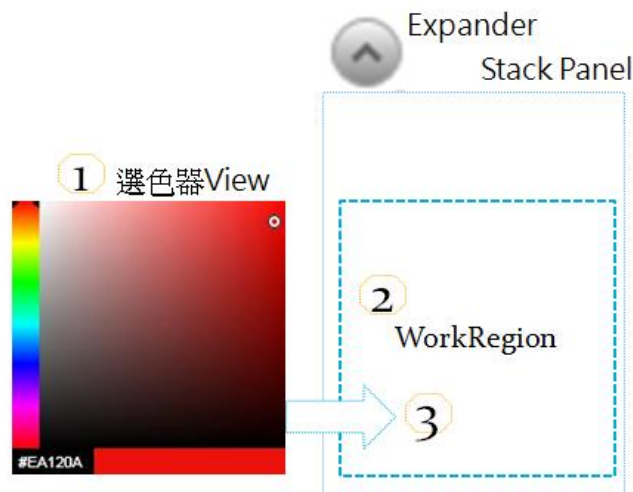 Expander
Stack Panel
1 選色器View
2
WorkRegion
3
#EA120A